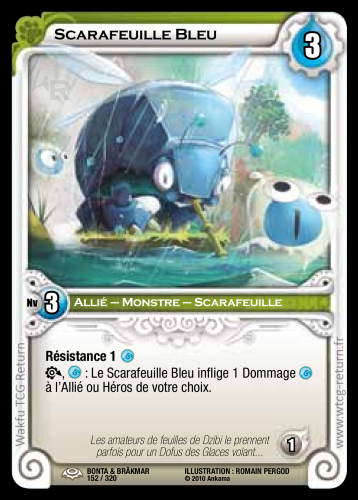 SCARAFEUILLE BLEU
3
Nv 3
ALLIÉ – MONSTRE – SCARAFEUILLE
Résistance 1
, : Le Scarafeuille Bleu inflige 1 Dommage
à l'Allié ou Héros de votre choix.
Les amateurs de feuilles de Dzibi le prennent
parfois pour un Dofus des Glaces volant...
1
BONTA & BRÂKMAR
152 / 320
ILLUSTRATION : ROMAIN PERGOD
© 2010 Ankama
Wakfu TCG Return
www.wtcg-return.fr